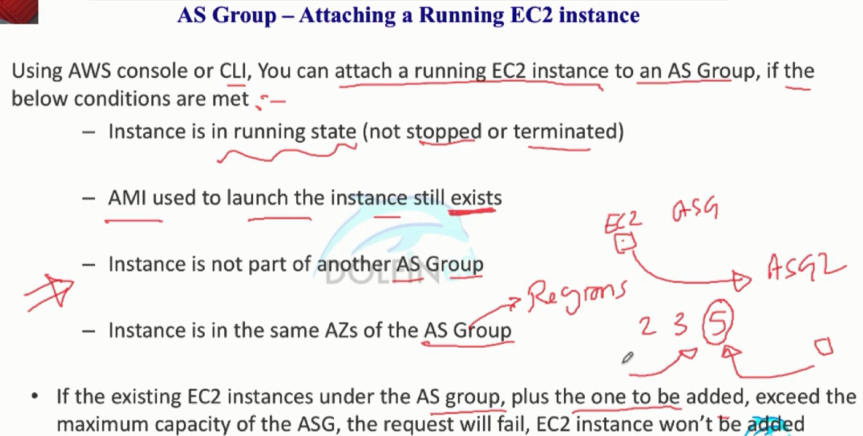 AS Group – Attaching a Running EC2 instance
Using AWS console or CLI, You can attach a running EC2 instance to an AS Group, if the
below conditions are met :–
– Instance is in running state (not stopped or terminated)
– AMI used to launch the instance still exists
EC2 ASG
– Instance is not part of another AS Group
ASG2
DOLFIN
Regions
– Instance is in the same AZs of the AS Group
2 3 5
• If the existing EC2 instances under the AS group, plus the one to be added, exceed the
maximum capacity of the ASG, the request will fail, EC2 instance won't be added